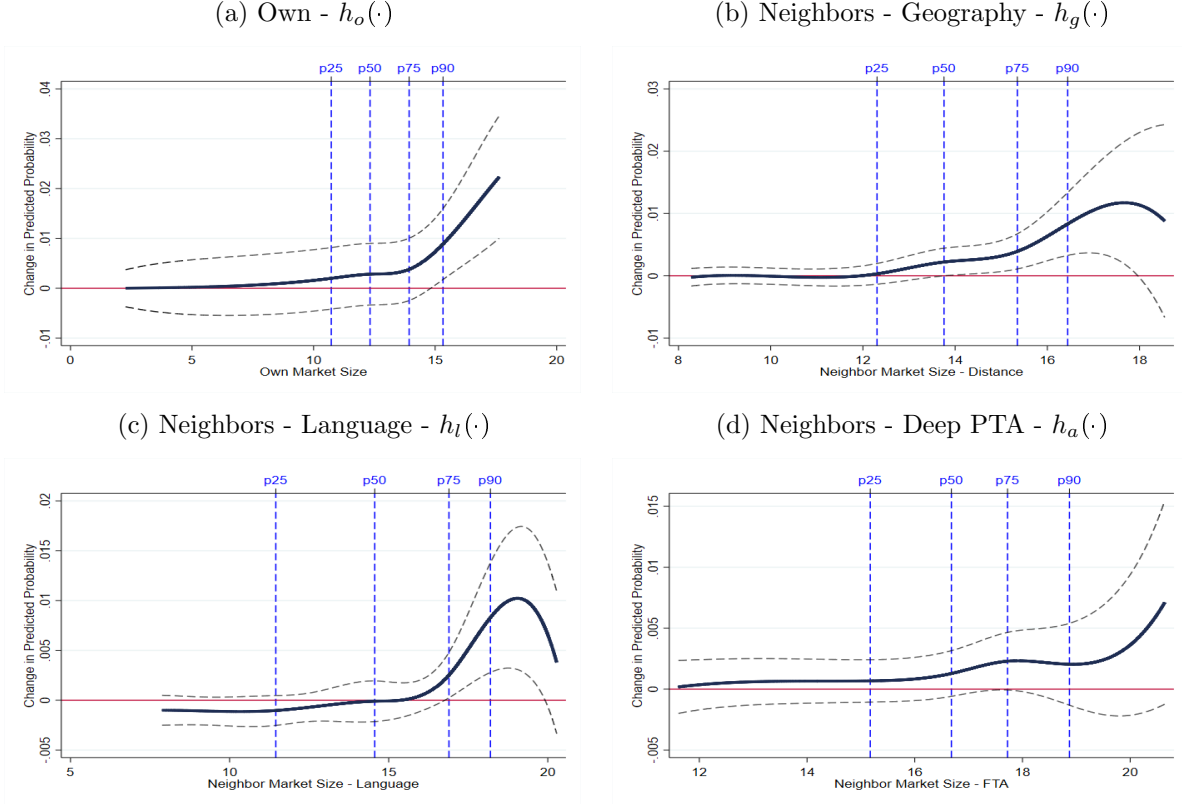 (a) Own - h_o(·)
p25 p50 p75 p90
Change in Predicted Probability
-.01 0 .01 .02 .03 .04
0 5 10 15 20
Own Market Size
(b) Neighbors - Geography - h_g(·)
p25 p50 p75 p90
Change in Predicted Probability
-.01 0 .01 .02 .03
8 10 12 14 16 18
Neighbor Market Size - Distance
(c) Neighbors - Language - h_l(·)
p25 p50 p75 p90
Change in Predicted Probability
-.005 0 .005 .01 .015 .02
5 10 15 20
Neighbor Market Size - Language
(d) Neighbors - Deep PTA - h_a(·)
p25 p50 p75 p90
Change in Predicted Probability
-.005 0 .005 .01 .015
12 14 16 18 20
Neighbor Market Size - FTA